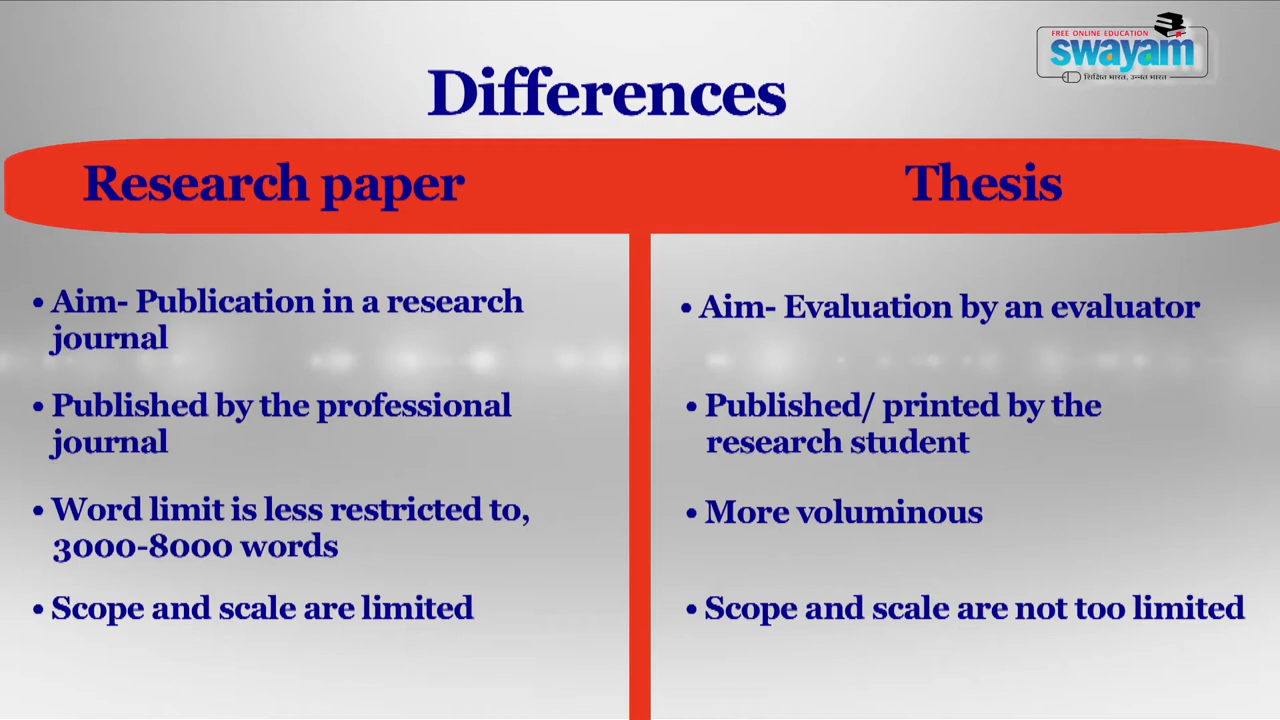 FREE ONLINE EDUCATION
swayam
शिक्षित भारत, उन्नत भारत
Differences
Research paper
Thesis
• Aim- Publication in a research
journal
• Published by the professional
journal
• Word limit is less restricted to,
3000-8000 words
• Scope and scale are limited
• Aim- Evaluation by an evaluator
• Published/ printed by the
research student
• More voluminous
• Scope and scale are not too limited